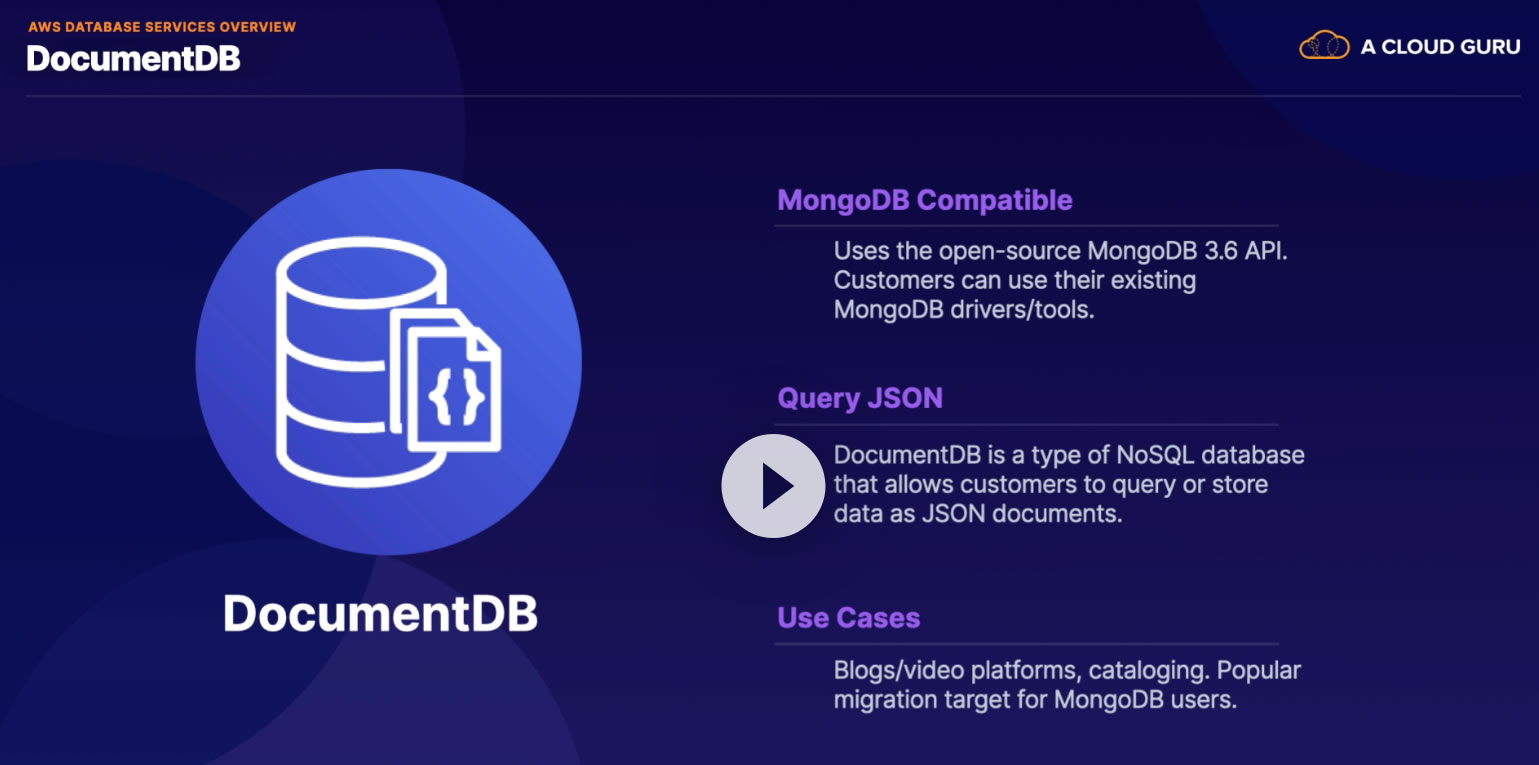 AWS DATABASE SERVICES OVERVIEW
DocumentDB
A CLOUD GURU
MongoDB Compatible
Uses the open-source MongoDB 3.6 API.
Customers can use their existing
MongoDB drivers/tools.
Query JSON
DocumentDB is a type of NoSQL database
that allows customers to query or store
data as JSON documents.
Use Cases
Blogs/video platforms, cataloging. Popular
migration target for MongoDB users.
{}
DocumentDB